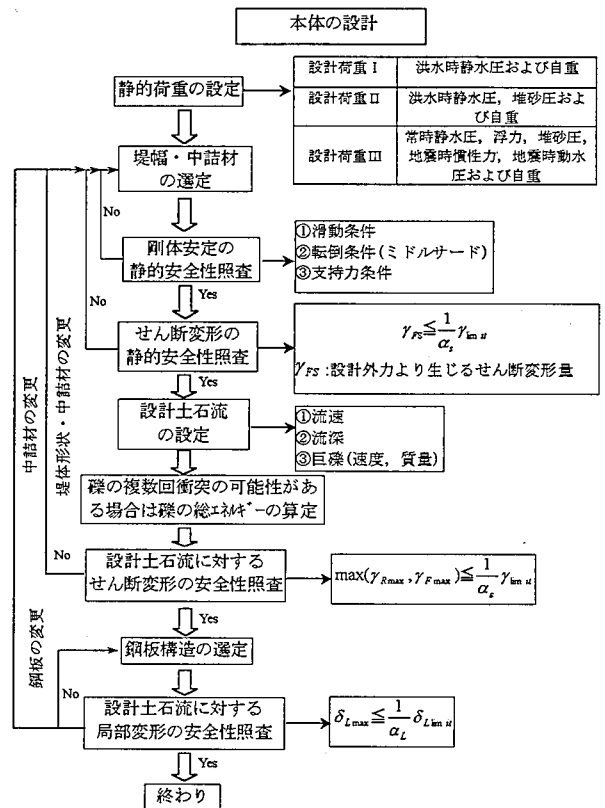 本体の設計
静的荷重の設定
設計荷重Ⅰ
洪水時静水圧および自重
設計荷重Ⅱ
洪水時静水圧,堆砂圧およ
び自重
設計荷重Ⅲ
常時静水圧,浮力,堆砂圧,
地震時慣性力,地震時動水
圧および自重
堤幅・中詰材
の選定
No
剛体安定の
静的安全性照査
①滑動条件
②転倒条件(ミドルサード)
③支持力条件
No
Yes
せん断変形の
静的安全性照査
γFS≦1/αs γlim it
γFS:設計外力より生じるせん断変形量
Yes
設計土石流
の設定
①流速
②流深
③巨礫(速度,質量)
礫の複数回衝突の可能性があ
る場合は礫の総エネルギーの算定
中詰材の変更
堤体形状・中詰材の変更
No
設計土石流に対する
せん断変形の安全性照査
max(γRmax,γFmax)≦1/αs γlim it
Yes
鋼板構造の選定
鋼板の変更
No
設計土石流に対する
局部変形の安全性照査
δLmax≦1/αL δLlim it
Yes
終わり